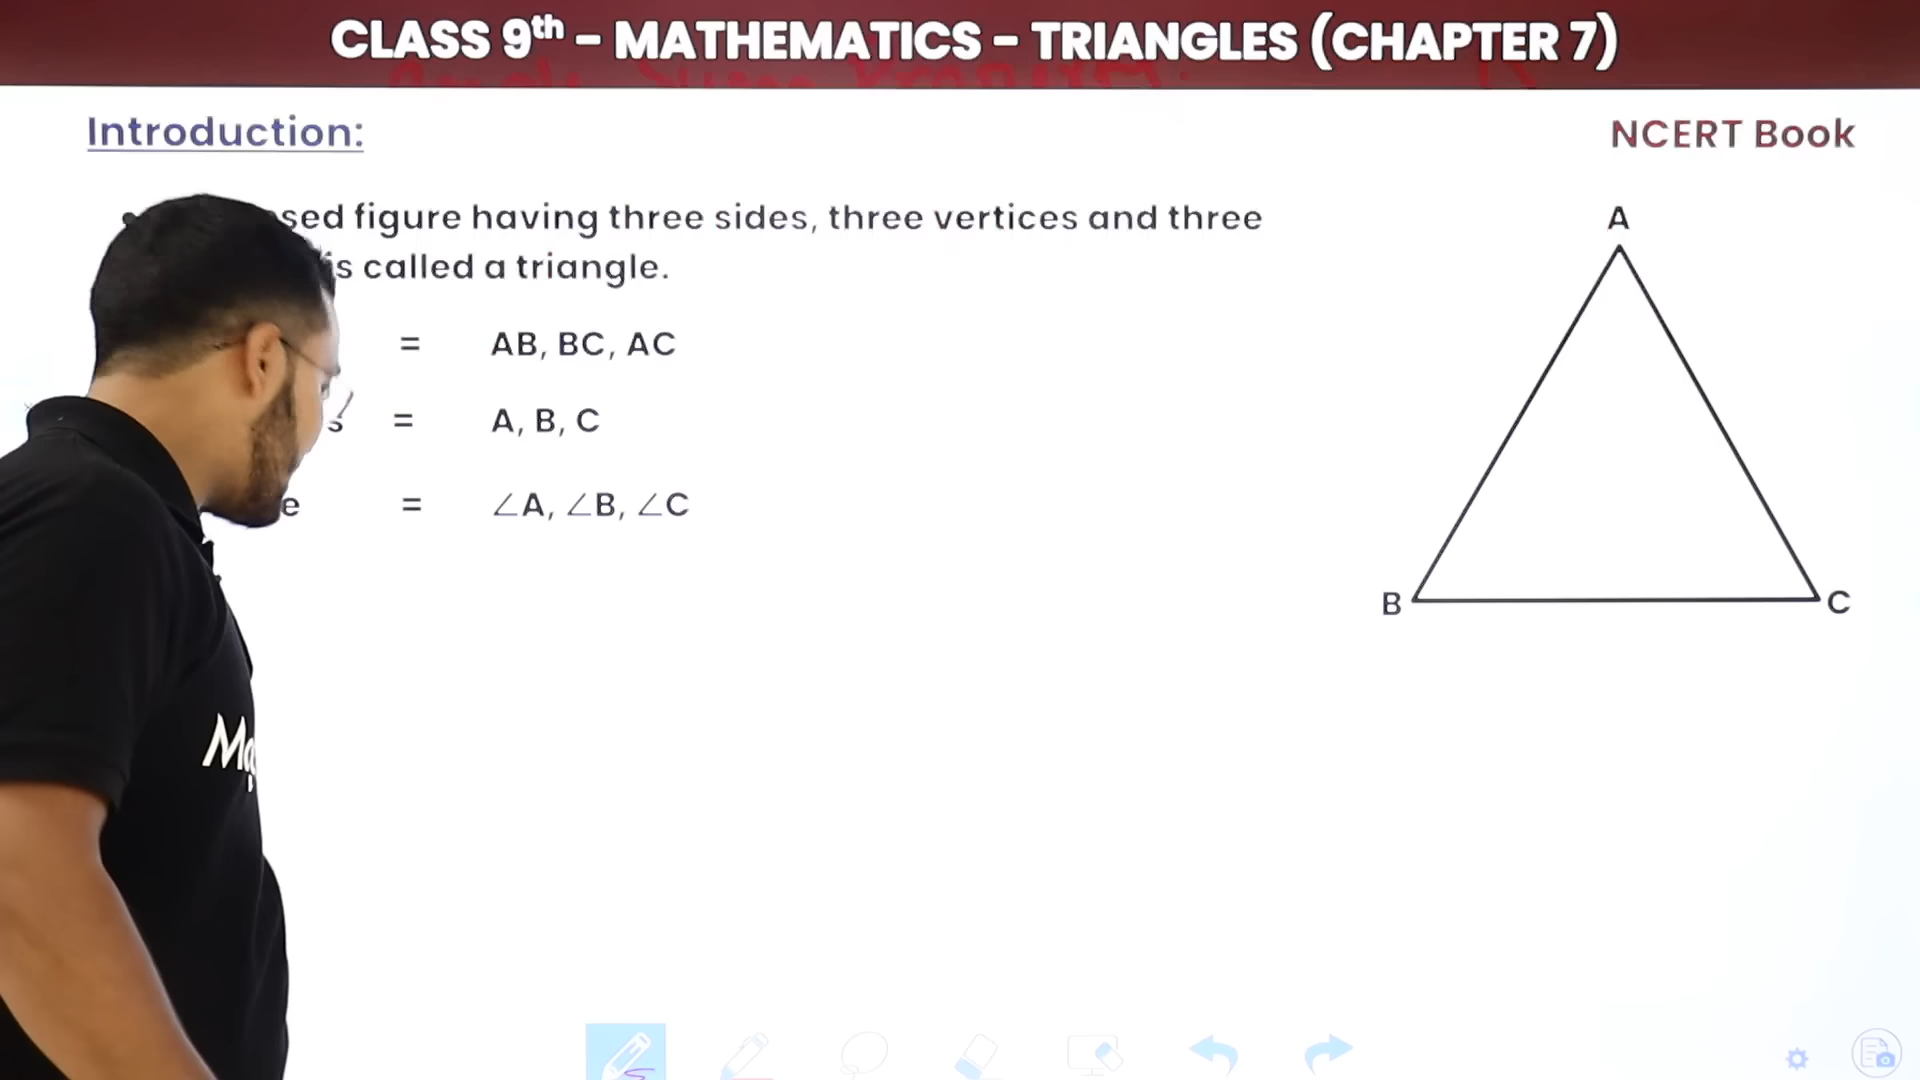 CLASS 9th - MATHEMATICS - TRIANGLES (CHAPTER 7)
Introduction:
NCERT Book
figure having three sides, three vertices and three
is called a triangle.
= AB, BC, AC
= A, B, C
= ∠A, ∠B, ∠C
A
B
C